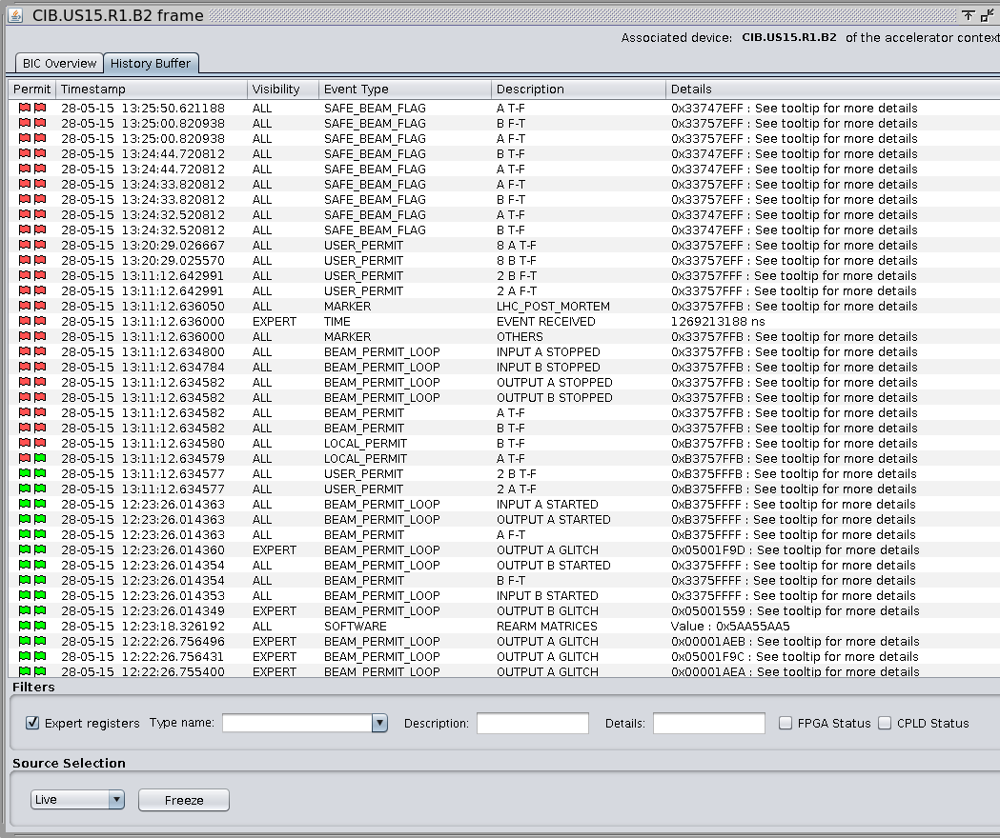 CIB.US15.R1.B2 frame
Associated device: CIB.US15.R1.B2 of the accelerator context
BIC Overview History Buffer
Permit Timestamp Visibility Event Type Description Details
28-05-15 13:25:50.621188 ALL SAFE_BEAM_FLAG A T-F 0x33747EFF : See tooltip for more details
28-05-15 13:25:00.820938 ALL SAFE_BEAM_FLAG B F-T 0x33757EFF : See tooltip for more details
28-05-15 13:25:00.820938 ALL SAFE_BEAM_FLAG A F-T 0x33757EFF : See tooltip for more details
28-05-15 13:24:44.720812 ALL SAFE_BEAM_FLAG B T-F 0x33747EFF : See tooltip for more details
28-05-15 13:24:44.720812 ALL SAFE_BEAM_FLAG A T-F 0x33747EFF : See tooltip for more details
28-05-15 13:24:33.820812 ALL SAFE_BEAM_FLAG A F-T 0x33757EFF : See tooltip for more details
28-05-15 13:24:33.820812 ALL SAFE_BEAM_FLAG B F-T 0x33757EFF : See tooltip for more details
28-05-15 13:24:32.520812 ALL SAFE_BEAM_FLAG A T-F 0x33747EFF : See tooltip for more details
28-05-15 13:24:32.520812 ALL SAFE_BEAM_FLAG B T-F 0x33747EFF : See tooltip for more details
28-05-15 13:20:29.026667 ALL USER_PERMIT 8 A T-F 0x33757EFF : See tooltip for more details
28-05-15 13:20:29.025570 ALL USER_PERMIT 8 B T-F 0x33757EFF : See tooltip for more details
28-05-15 13:11:12.642991 ALL USER_PERMIT 2 B F-T 0x33757FFF : See tooltip for more details
28-05-15 13:11:12.642991 ALL USER_PERMIT 2 A F-T 0x33757FFF : See tooltip for more details
28-05-15 13:11:12.636050 ALL MARKER LHC_POST_MORTEM 0x33757FFB : See tooltip for more details
28-05-15 13:11:12.636000 EXPERT TIME EVENT RECEIVED 1269213188 ns
28-05-15 13:11:12.636000 ALL MARKER OTHERS 0x33757FFB : See tooltip for more details
28-05-15 13:11:12.634800 ALL BEAM_PERMIT_LOOP INPUT A STOPPED 0x33757FFB : See tooltip for more details
28-05-15 13:11:12.634784 ALL BEAM_PERMIT_LOOP INPUT B STOPPED 0x33757FFB : See tooltip for more details
28-05-15 13:11:12.634582 ALL BEAM_PERMIT_LOOP OUTPUT A STOPPED 0x33757FFB : See tooltip for more details
28-05-15 13:11:12.634582 ALL BEAM_PERMIT_LOOP OUTPUT B STOPPED 0x33757FFB : See tooltip for more details
28-05-15 13:11:12.634582 ALL BEAM_PERMIT A T-F 0x33757FFB : See tooltip for more details
28-05-15 13:11:12.634582 ALL BEAM_PERMIT B T-F 0x33757FFB : See tooltip for more details
28-05-15 13:11:12.634580 ALL LOCAL_PERMIT B T-F 0xB3757FFB : See tooltip for more details
28-05-15 13:11:12.634579 ALL LOCAL_PERMIT A T-F 0xB3757FFB : See tooltip for more details
28-05-15 13:11:12.634577 ALL USER_PERMIT 2 B T-F 0xB375FFFB : See tooltip for more details
28-05-15 13:11:12.634577 ALL USER_PERMIT 2 A T-F 0xB375FFFB : See tooltip for more details
28-05-15 12:23:26.014363 ALL BEAM_PERMIT_LOOP INPUT A STARTED 0xB375FFFF : See tooltip for more details
28-05-15 12:23:26.014363 ALL BEAM_PERMIT_LOOP OUTPUT A STARTED 0xB375FFFF : See tooltip for more details
28-05-15 12:23:26.014363 ALL BEAM_PERMIT A F-T 0xB375FFFF : See tooltip for more details
28-05-15 12:23:26.014360 EXPERT BEAM_PERMIT_LOOP OUTPUT A GLITCH 0x05001F9D : See tooltip for more details
28-05-15 12:23:26.014354 ALL BEAM_PERMIT_LOOP OUTPUT B STARTED 0x3375FFFF : See tooltip for more details
28-05-15 12:23:26.014354 ALL BEAM_PERMIT B F-T 0x3375FFFF : See tooltip for more details
28-05-15 12:23:26.014353 ALL BEAM_PERMIT_LOOP INPUT B STARTED 0x3375FFFF : See tooltip for more details
28-05-15 12:23:26.014349 EXPERT BEAM_PERMIT_LOOP OUTPUT B GLITCH 0x05001559 : See tooltip for more details
28-05-15 12:23:18.326192 ALL SOFTWARE REARM MATRICES Value : 0x5AA55AA5
28-05-15 12:22:26.756496 EXPERT BEAM_PERMIT_LOOP OUTPUT A GLITCH 0x00001AEB : See tooltip for more details
28-05-15 12:22:26.756431 EXPERT BEAM_PERMIT_LOOP OUTPUT A GLITCH 0x05001F9C : See tooltip for more details
28-05-15 12:22:26.755400 EXPERT BEAM_PERMIT_LOOP OUTPUT A GLITCH 0x00001AEA : See tooltip for more details
Filters
Expert registers Type name: Description: Details: FPGA Status CPLD Status
Source Selection
Live Freeze